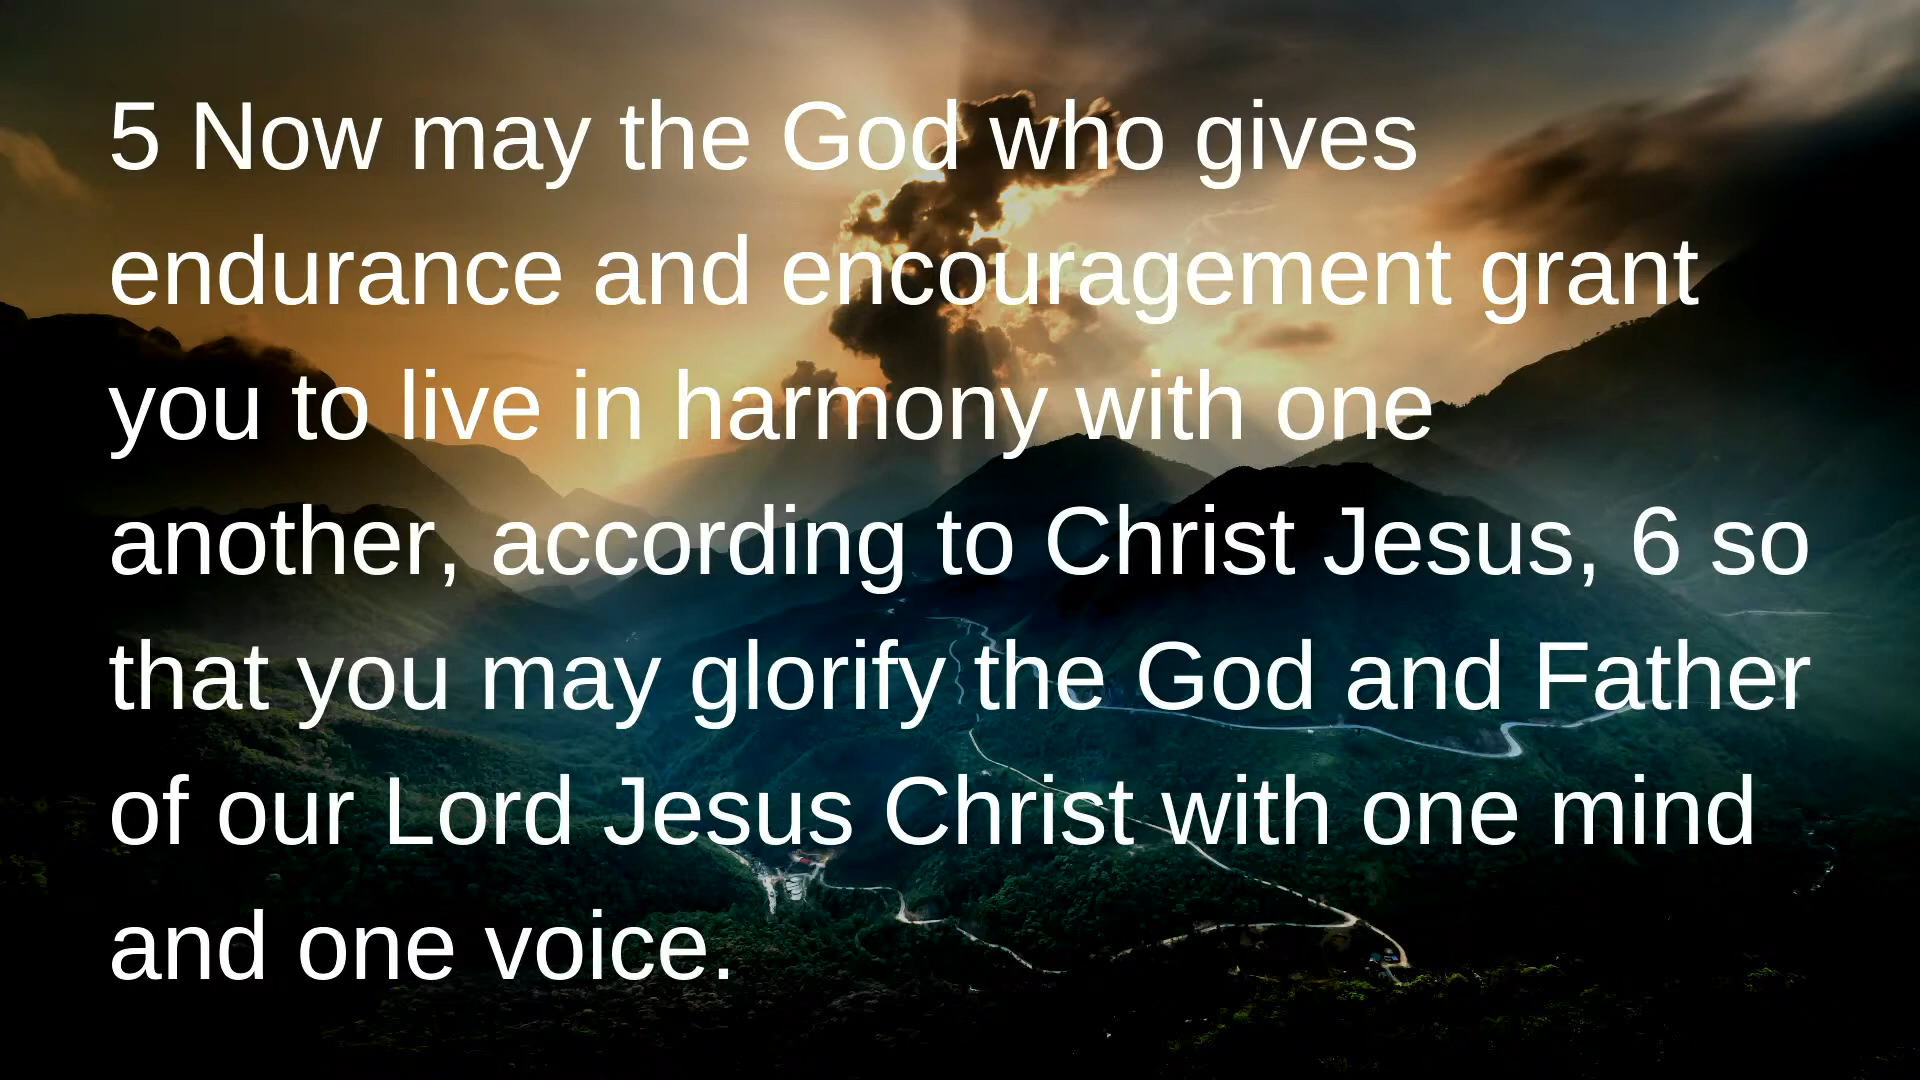 5 Now may the God who gives
endurance and encouragement grant
you to live in harmony with one
another, according to Christ Jesus, 6 so
that you may glorify the God and Father
of our Lord Jesus Christ with one mind
and one voice.